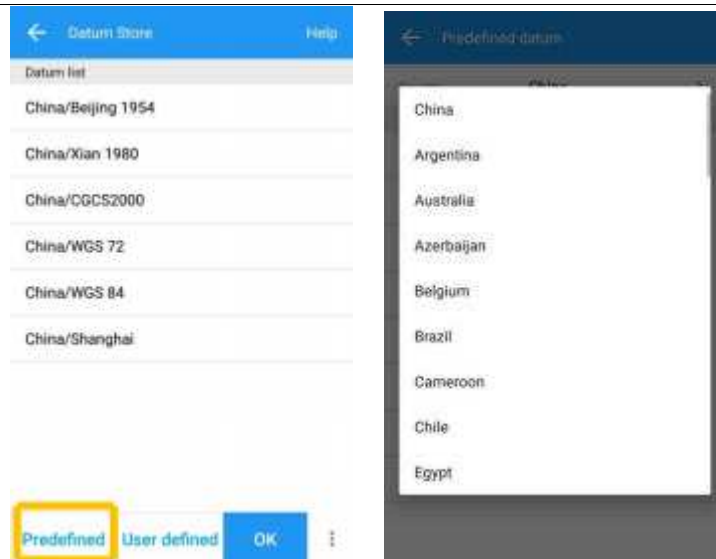 Datum Store
Help
Datum list
China/Beijing 1954
China/Xian 1980
China/CGCS2000
China/WGS 72
China/WGS 84
China/Shanghai
Predefined
User defined
OK
Predefined datum
China
China
Argentina
Australia
Azerbaijan
Belgium
Brazil
Cameroon
Chile
Egypt